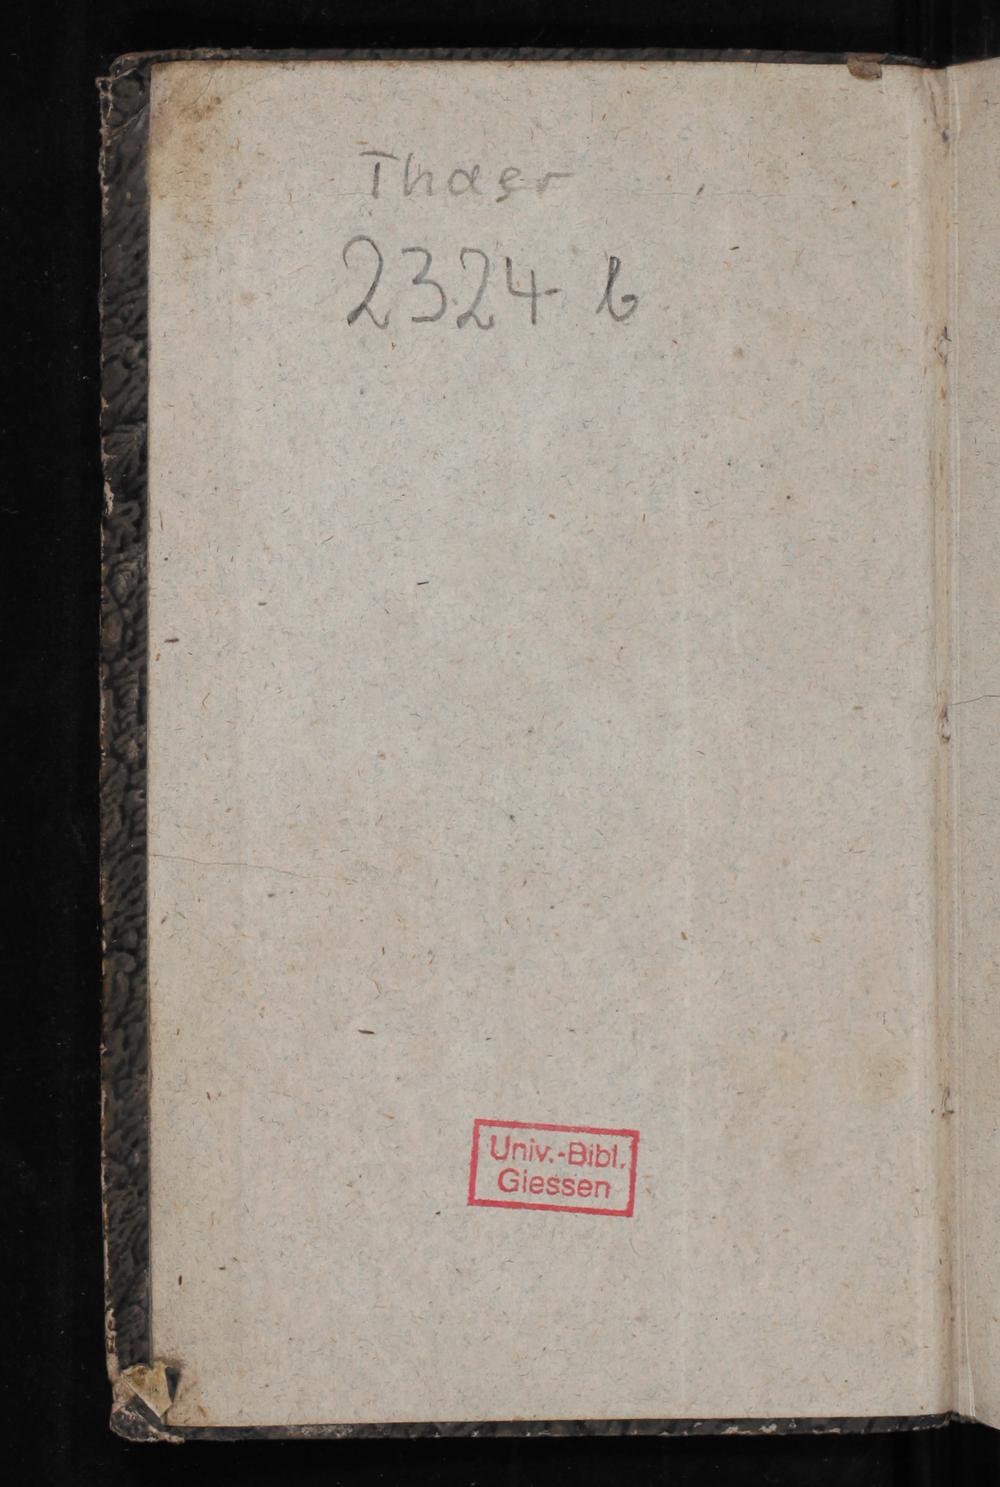 Thaer
2324 b
Univ.-Bibl.
Giessen